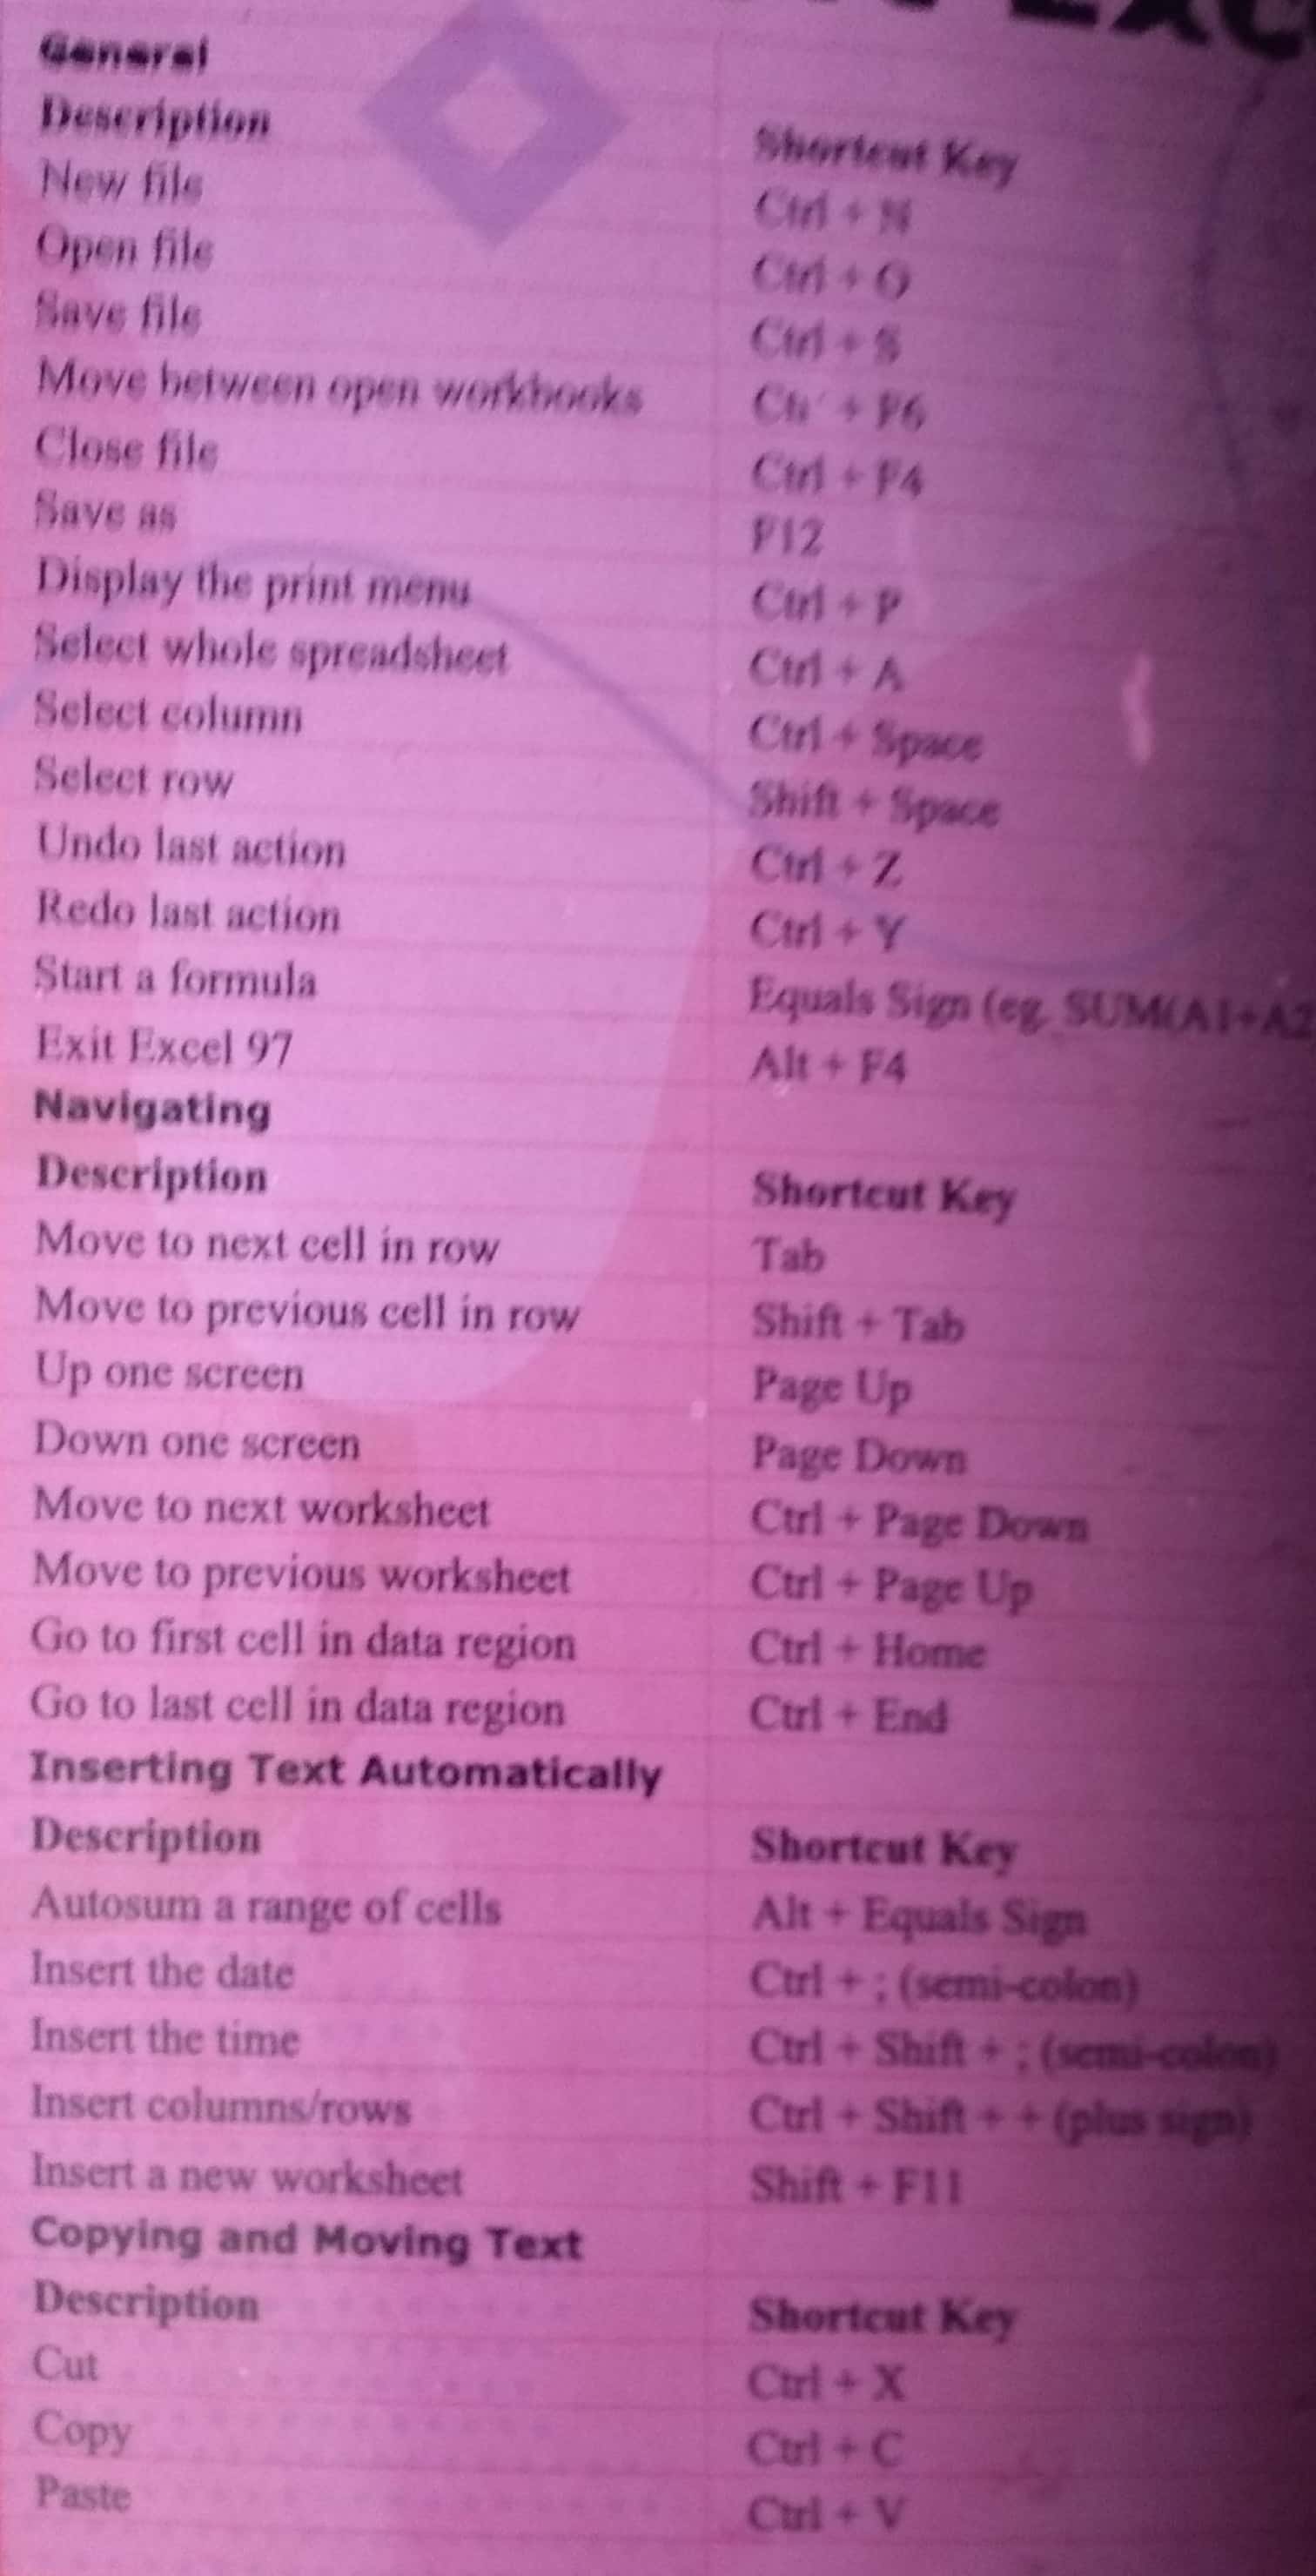 EXC
General
Description Shortcut Key
New file Ctrl + N
Open file Ctrl + O
Save file Ctrl + S
Move between open workbooks + F6
Close file Ctrl + F4
Save as F12
Display the print menu Ctrl + P
Select whole spreadsheet Ctrl + A
Select column Ctrl + Space
Select row Shift + Space
Undo last action Ctrl + Z
Redo last action Ctrl + Y
Start a formula Equals Sign (eg. SUM(A1+A2
Exit Excel 97 Alt + F4
Navigating
Description Shortcut Key
Move to next cell in row Tab
Move to previous cell in row Shift + Tab
Up one screen Page Up
Down one screen Page Down
Move to next worksheet Ctrl + Page Down
Move to previous worksheet Ctrl + Page Up
Go to first cell in data region Ctrl + Home
Go to last cell in data region Ctrl + End
Inserting Text Automatically
Description Shortcut Key
Autosum a range of cells Alt + Equals Sign
Insert the date Ctrl + ; (semi-colon)
Insert the time Ctrl + Shift + ; (semi-colon)
Insert columns/rows Ctrl + Shift + + (plus sign)
Insert a new worksheet Shift + F11
Copying and Moving Text
Description Shortcut Key
Cut Ctrl + X
Copy Ctrl + C
Paste Ctrl + V